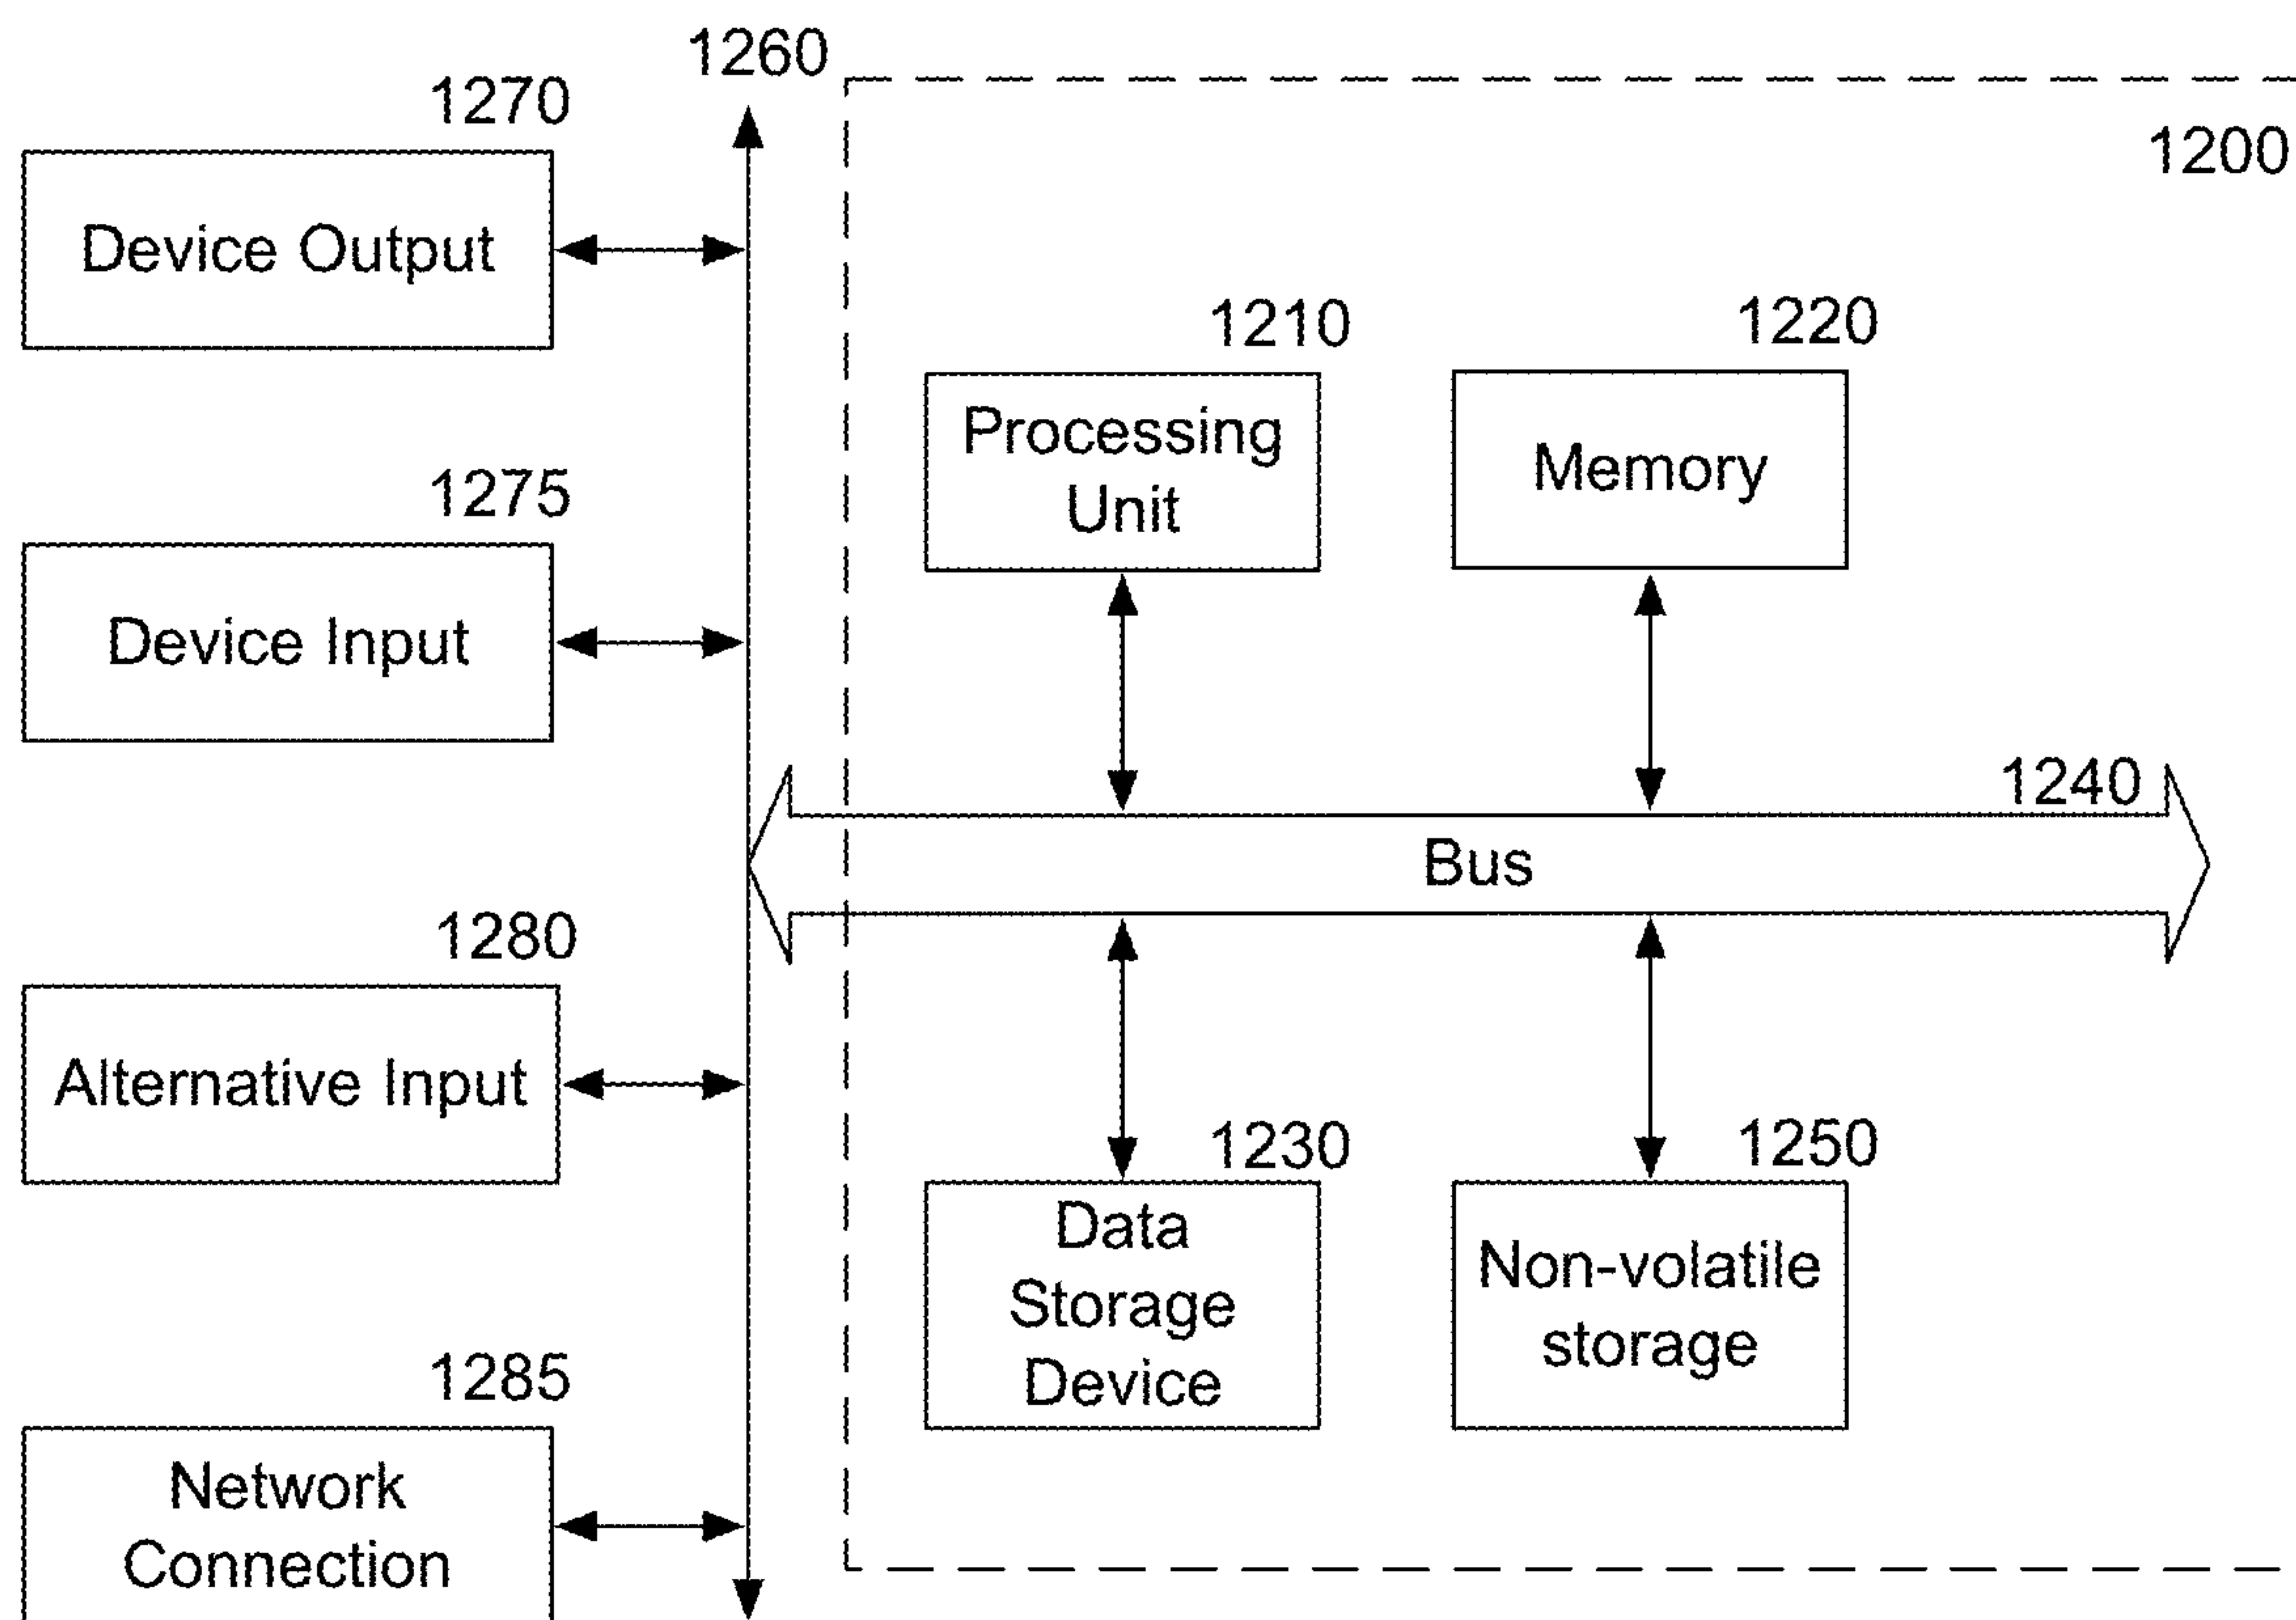 1260
1270
1200
Device Output
1210
1220
Processing
Unit
Memory
1275
Device Input
1240
Bus
1280
Alternative Input
1230
1250
Data
Storage
Device
Non-volatile
storage
1285
Network
Connection